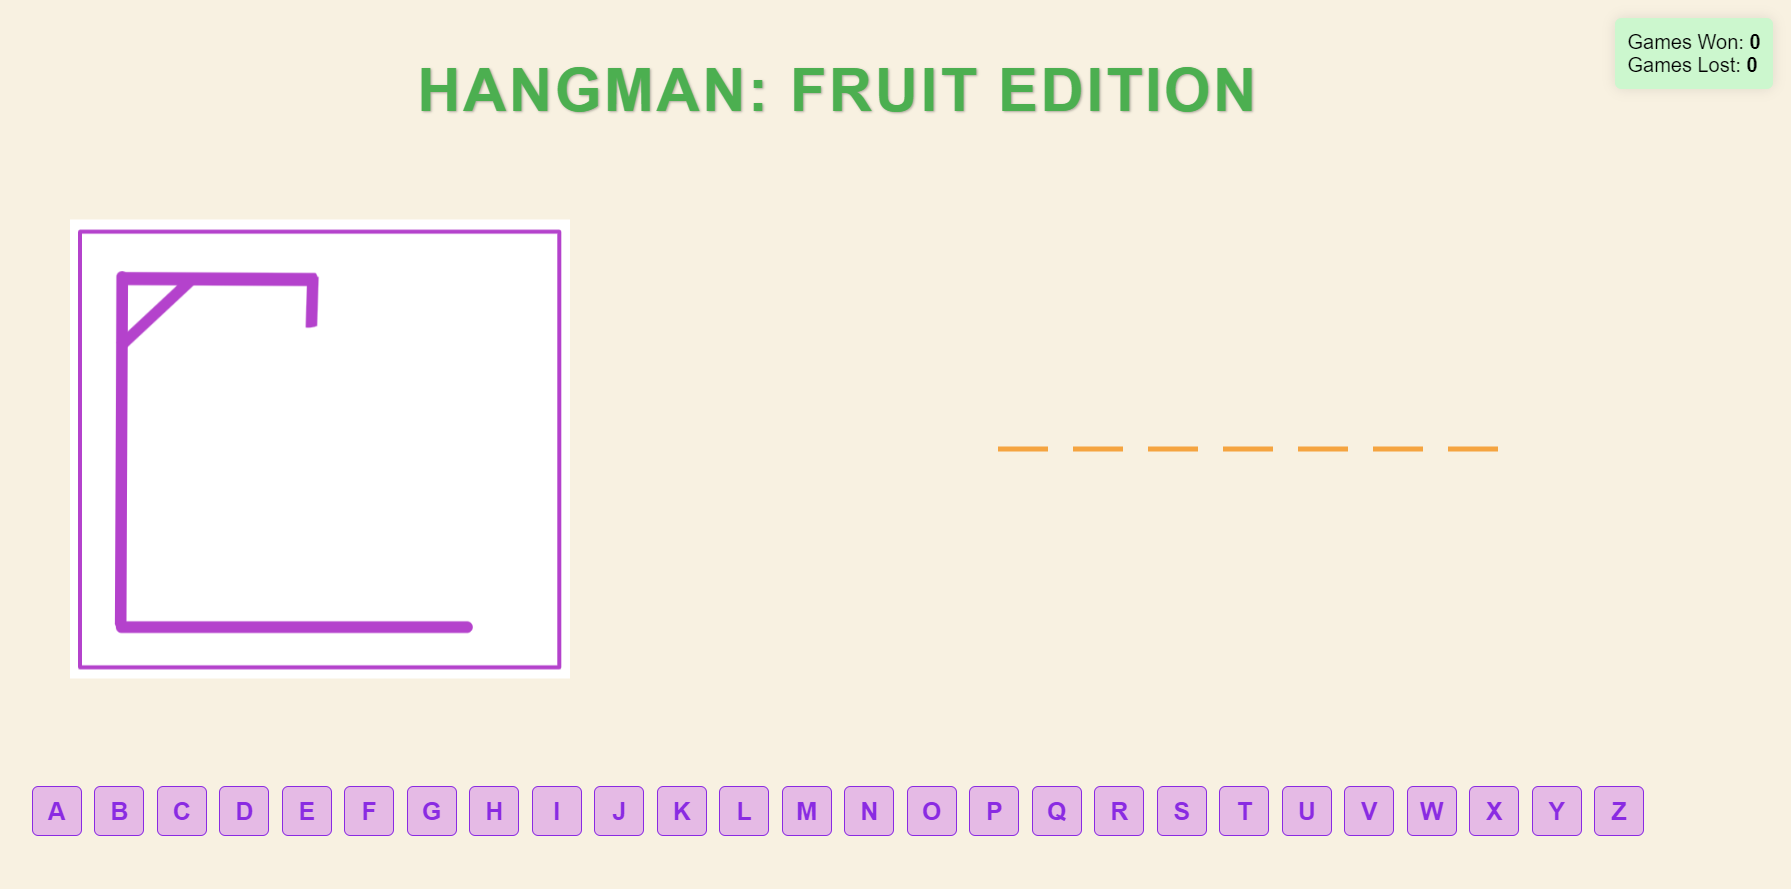 Games Won: 0
Games Lost: 0
HANGMAN: FRUIT EDITION
A B C D E F G H I J K L M N O P Q R S T U V W X Y Z